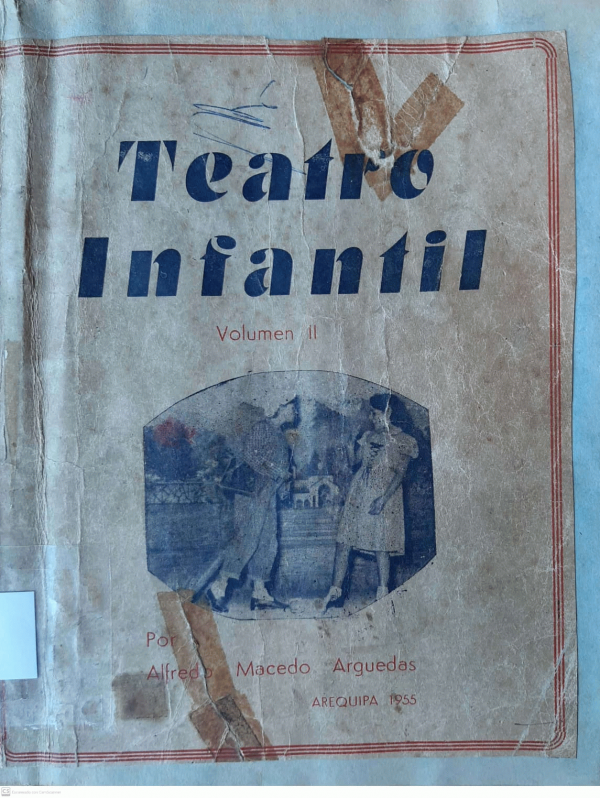 Teatro
Infantil
Volumen II
Por
Alfredo Macedo Arguedas
AREQUIPA 1955